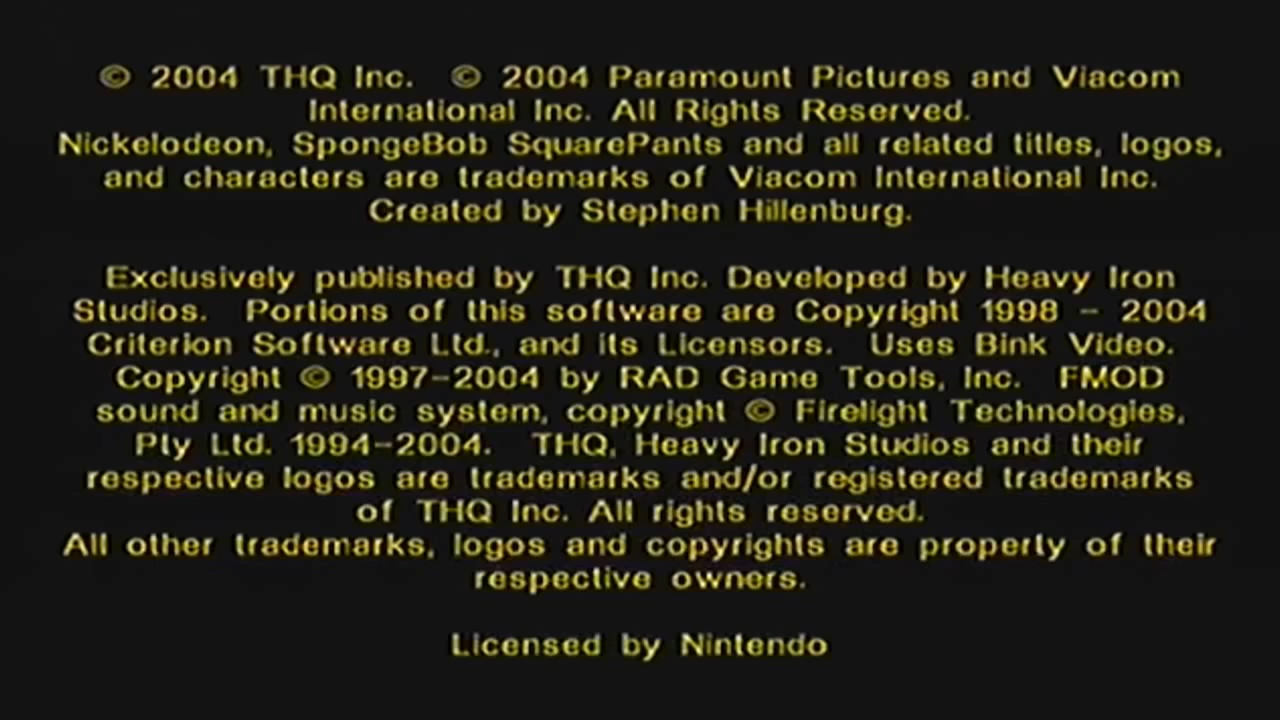 © 2004 THQ Inc.  © 2004 Paramount Pictures and Viacom
International Inc. All Rights Reserved.
Nickelodeon, SpongeBob SquarePants and all related titles, logos,
and characters are trademarks of Viacom International Inc.
Created by Stephen Hillenburg.
Exclusively published by THQ Inc. Developed by Heavy Iron
Studios.  Portions of this software are Copyright 1998 - 2004
Criterion Software Ltd., and its Licensors.  Uses Bink Video.
Copyright © 1997-2004 by RAD Game Tools, Inc.  FMOD
sound and music system, copyright © Firelight Technologies,
Pty Ltd. 1994-2004.  THQ, Heavy Iron Studios and their
respective logos are trademarks and/or registered trademarks
of THQ Inc. All rights reserved.
All other trademarks, logos and copyrights are property of their
respective owners.
Licensed by Nintendo